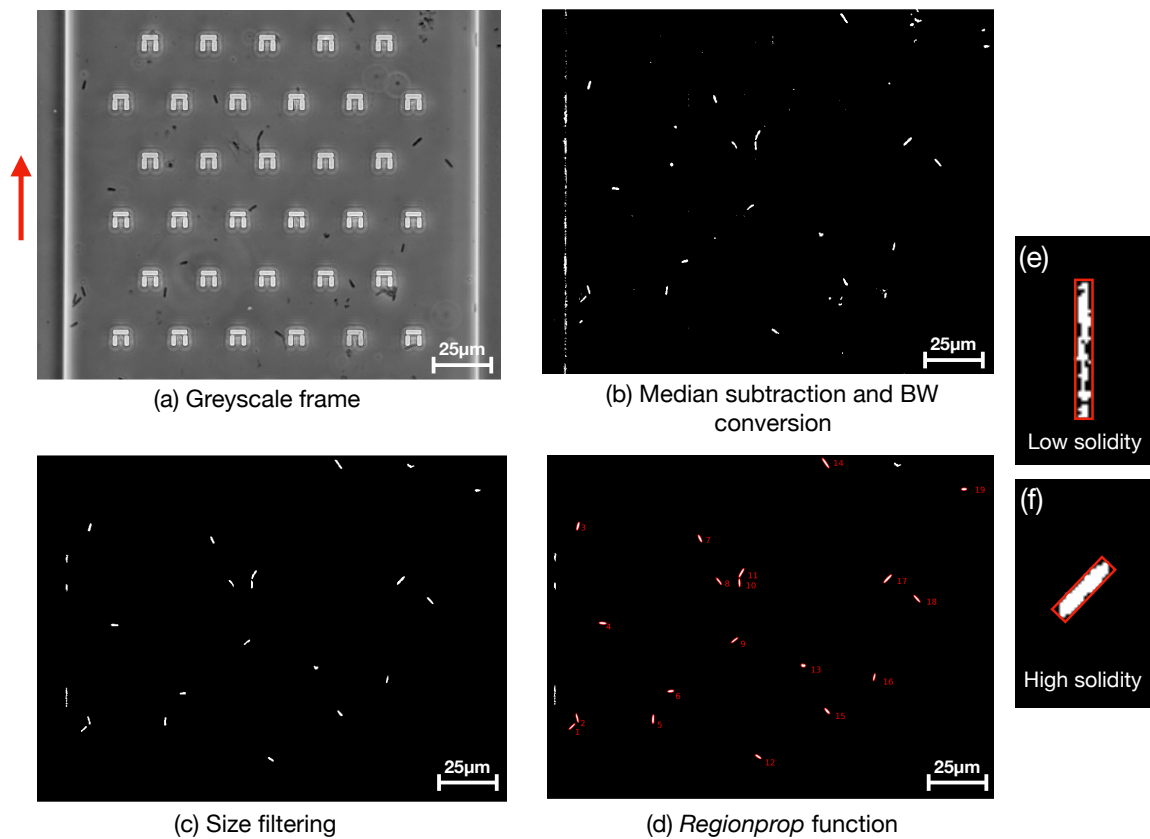 25µm
(a) Greyscale frame
25µm
(b) Median subtraction and BW
conversion
(e)
Low solidity
(f)
High solidity
25µm
(c) Size filtering
14
19
3
7
11
8
10
17
18
4
9
13
6
16
15
2
5
1
12
25µm
(d) Regionprop function